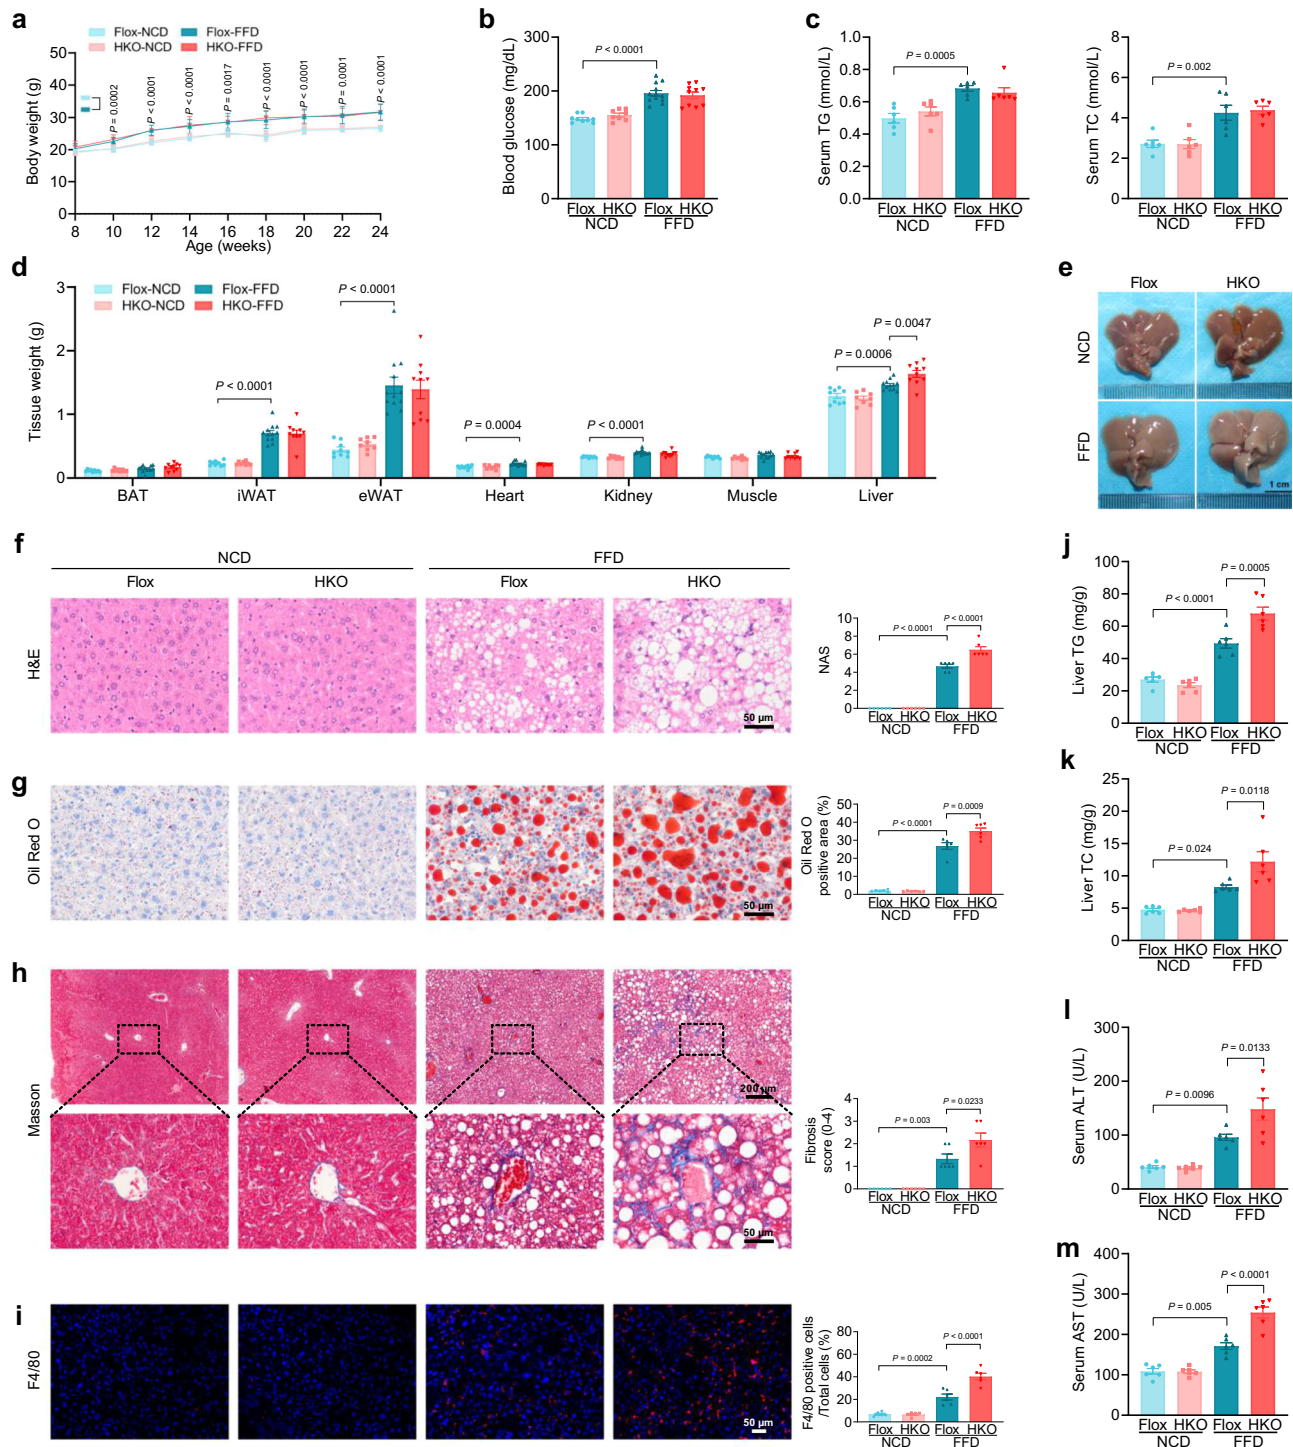 a
Flox-NCD
Flox-FFD
HKO-NCD
HKO-FFD
Body weight (g)
50
40
30
20
10
0
P = 0.0002
P < 0.0001
P < 0.0001
P = 0.0017
P < 0.0001
P < 0.0001
P < 0.0001
P < 0.0001
8 10 12 14 16 18 20 22 24
Age (weeks)
b
Blood glucose (mg/dL)
300
200
100
0
P < 0.0001
Flox HKO Flox HKO
NCD FFD
c
Serum TG (mmol/L)
1.0
0.8
0.6
0.4
0.2
0.0
P = 0.0005
Flox HKO Flox HKO
NCD FFD
Serum TC (mmol/L)
8
6
4
2
0
P = 0.002
Flox HKO Flox HKO
NCD FFD
d
Flox-NCD
Flox-FFD
HKO-NCD
HKO-FFD
Tissue weight (g)
3
2
1
0
P < 0.0001
P < 0.0001
P = 0.0004
P < 0.0001
P = 0.0006
P = 0.0047
BAT iWAT eWAT Heart Kidney Muscle Liver
e
Flox HKO
NCD
FFD
1 cm
f
NCD FFD
Flox HKO Flox HKO
H&E
50 µm
NAS
10
8
6
4
2
0
P < 0.0001
P < 0.0001
Flox HKO Flox HKO
NCD FFD
g
Oil Red O
50 µm
Oil Red O
positive area (%)
50
40
30
20
10
0
P < 0.0001
P = 0.0009
Flox HKO Flox HKO
NCD FFD
h
Masson
200 µm
50 µm
Fibrosis
score (0-4)
4
3
2
1
0
P = 0.003
P = 0.0233
Flox HKO Flox HKO
NCD FFD
i
F4/80
50 µm
F4/80 positive cells
/Total cells (%)
80
60
40
20
0
P = 0.0002
P < 0.0001
Flox HKO Flox HKO
NCD FFD
j
Liver TG (mg/g)
100
80
60
40
20
0
P < 0.0001
P = 0.0005
Flox HKO Flox HKO
NCD FFD
k
Liver TC (mg/g)
25
20
15
10
5
0
P = 0.024
P = 0.0118
Flox HKO Flox HKO
NCD FFD
l
Serum ALT (U/L)
300
200
100
0
P = 0.0096
P = 0.0133
Flox HKO Flox HKO
NCD FFD
m
Serum AST (U/L)
400
300
200
100
0
P = 0.005
P < 0.0001
Flox HKO Flox HKO
NCD FFD